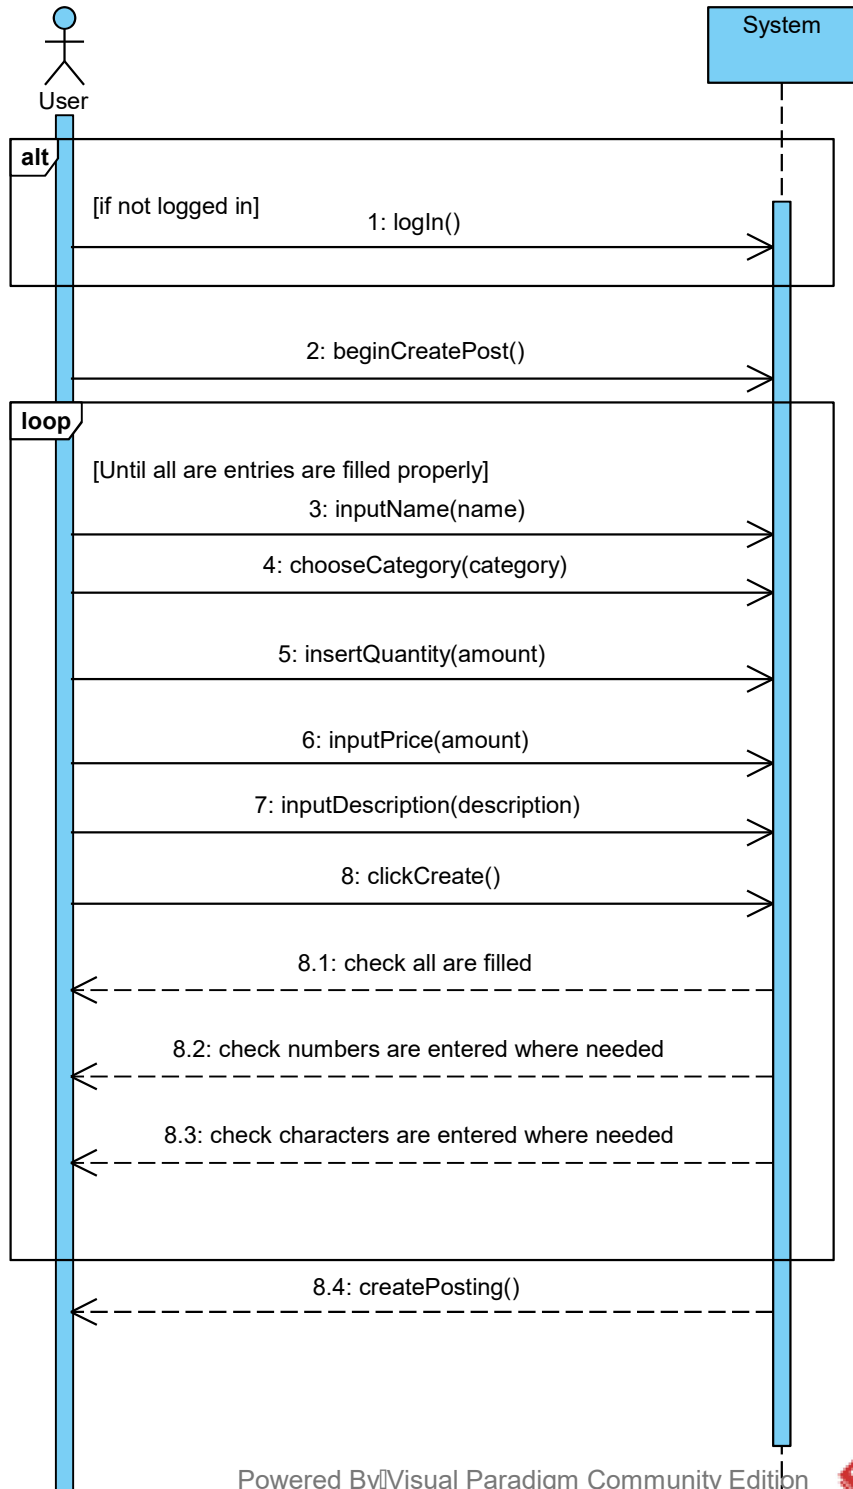 System
User
alt
[if not logged in]
1: logIn()
2: beginCreatePost()
loop
[Until all are entries are filled properly]
3: inputName(name)
4: chooseCategory(category)
5: insertQuantity(amount)
6: inputPrice(amount)
7: inputDescription(description)
8: clickCreate()
8.1: check all are filled
8.2: check numbers are entered where needed
8.3: check characters are entered where needed
8.4: createPosting()
Powered By Visual Paradigm Community Edition